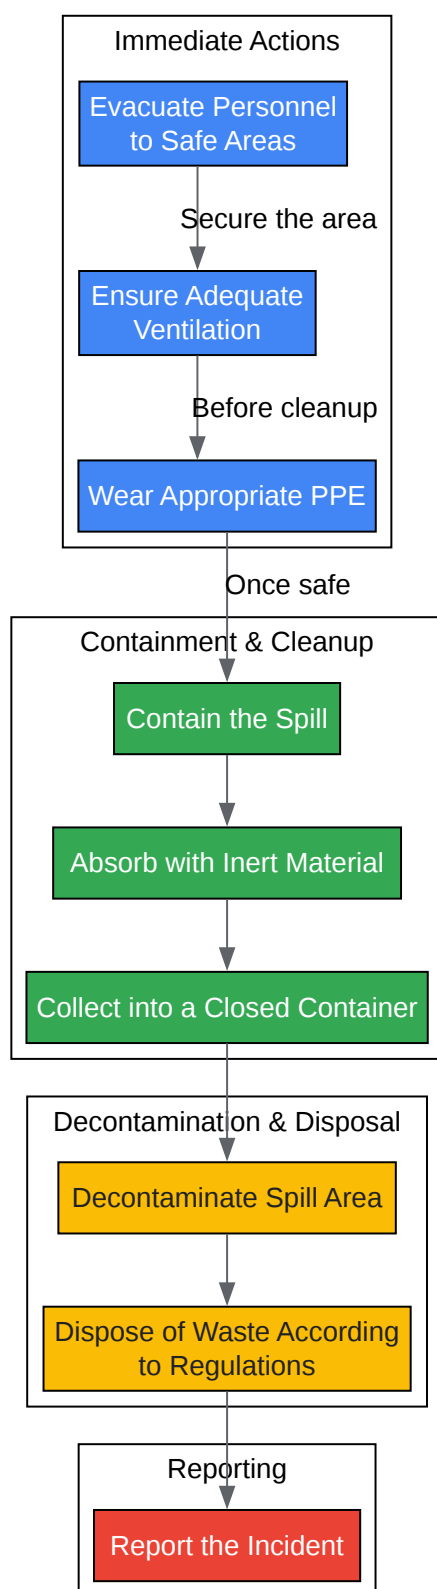 Immediate Actions
Evacuate Personnel
to Safe Areas
Secure the area
Ensure Adequate
Ventilation
Before cleanup
Wear Appropriate PPE
Once safe
Containment & Cleanup
Contain the Spill
Absorb with Inert Material
Collect into a Closed Container
Decontamination & Disposal
Decontaminate Spill Area
Dispose of Waste According
to Regulations
Reporting
Report the Incident